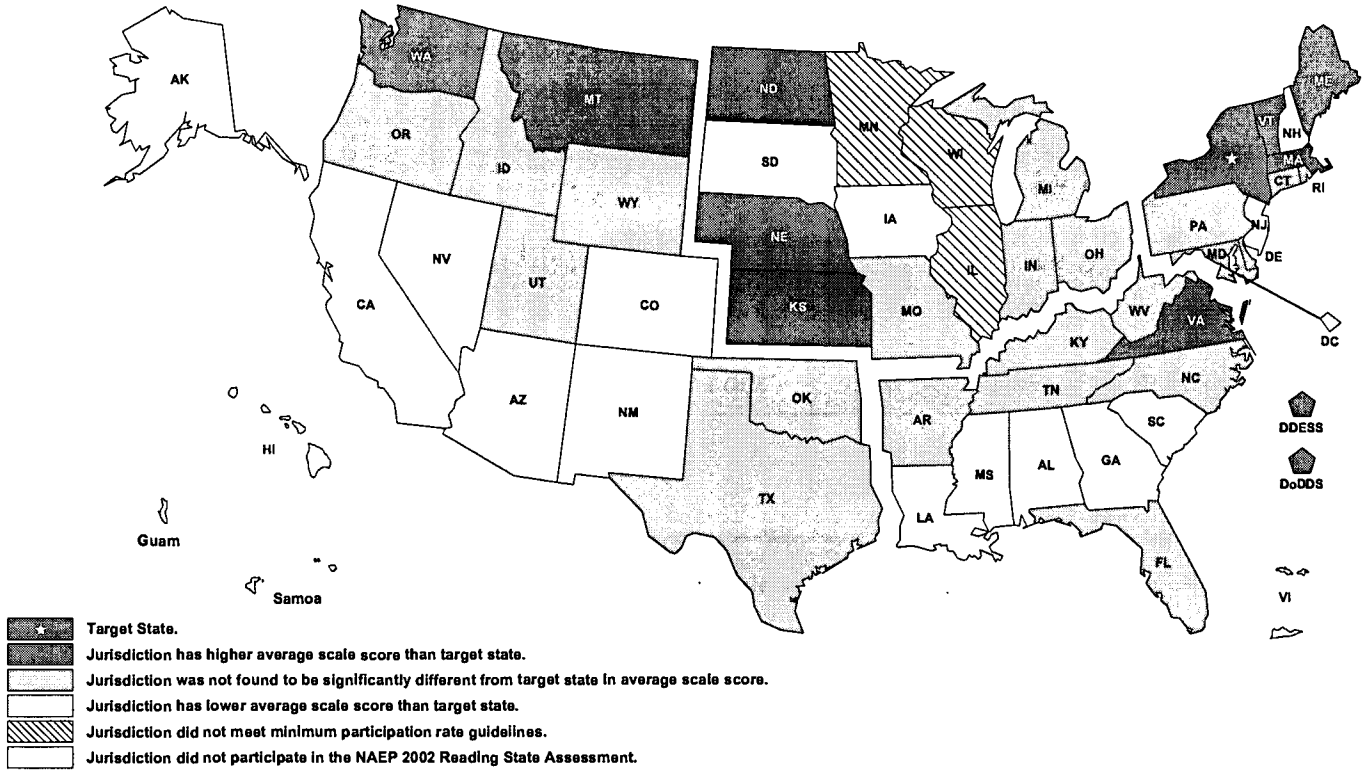 AK
WA
MT
ND
MN
ME
VT
NH
OR
ID
SD
WI
MI
MA
CT
RI
WY
IA
NE
PA
NJ
NV
UT
CO
IL
IN
OH
MD
DE
CA
KS
MO
WV
VA
KY
DC
AZ
NM
OK
TN
NC
AR
SC
DDESS
HI
TX
MS
AL
GA
DoDDS
LA
Guam
FL
Samoa
VI
Target State.
Jurisdiction has higher average scale score than target state.
Jurisdiction was not found to be significantly different from target state in average scale score.
Jurisdiction has lower average scale score than target state.
Jurisdiction did not meet minimum participation rate guidelines.
Jurisdiction did not participate in the NAEP 2002 Reading State Assessment.